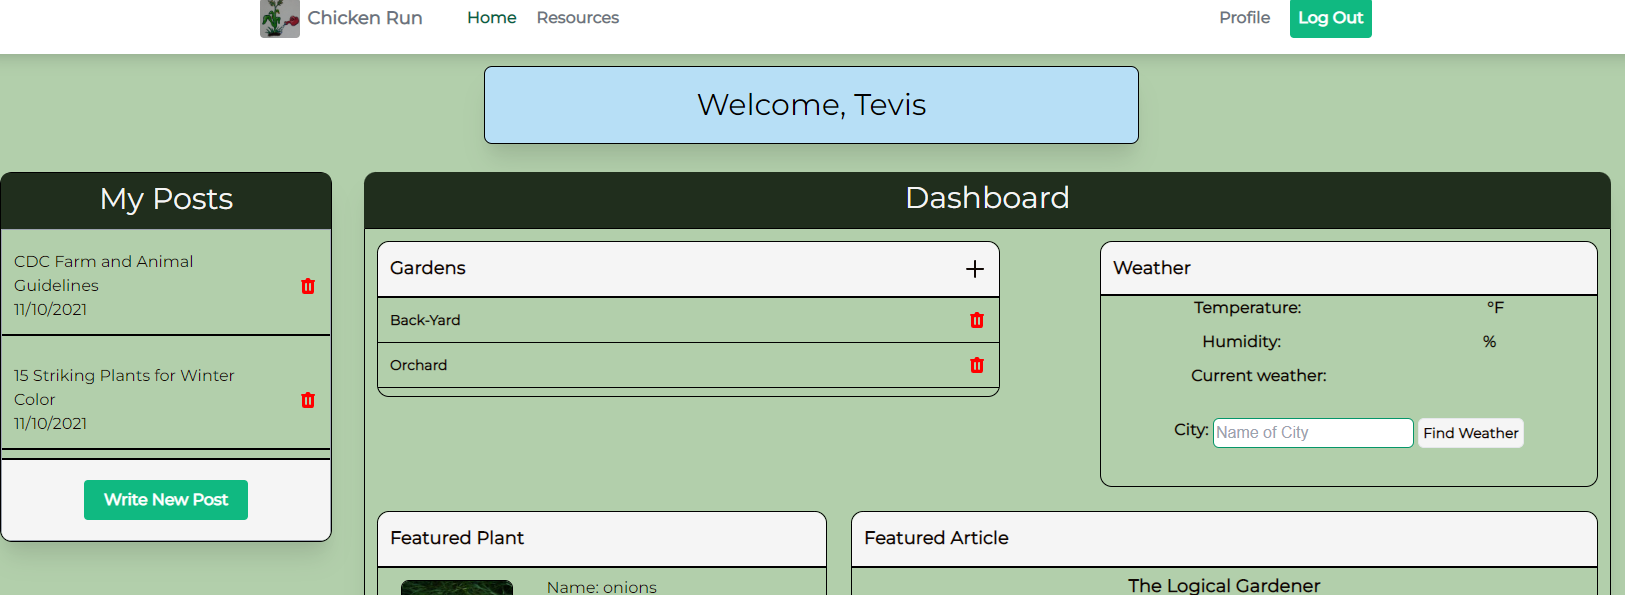 Chicken Run
Home
Resources
Profile
Log Out
Welcome, Tevis
My Posts
CDC Farm and Animal
Guidelines
11/10/2021
15 Striking Plants for Winter
Color
11/10/2021
Write New Post
Dashboard
Gardens
Back-Yard
Orchard
Weather
Temperature: °F
Humidity: %
Current weather:
City: Name of City Find Weather
Featured Plant
Name: onions
Featured Article
The Logical Gardener